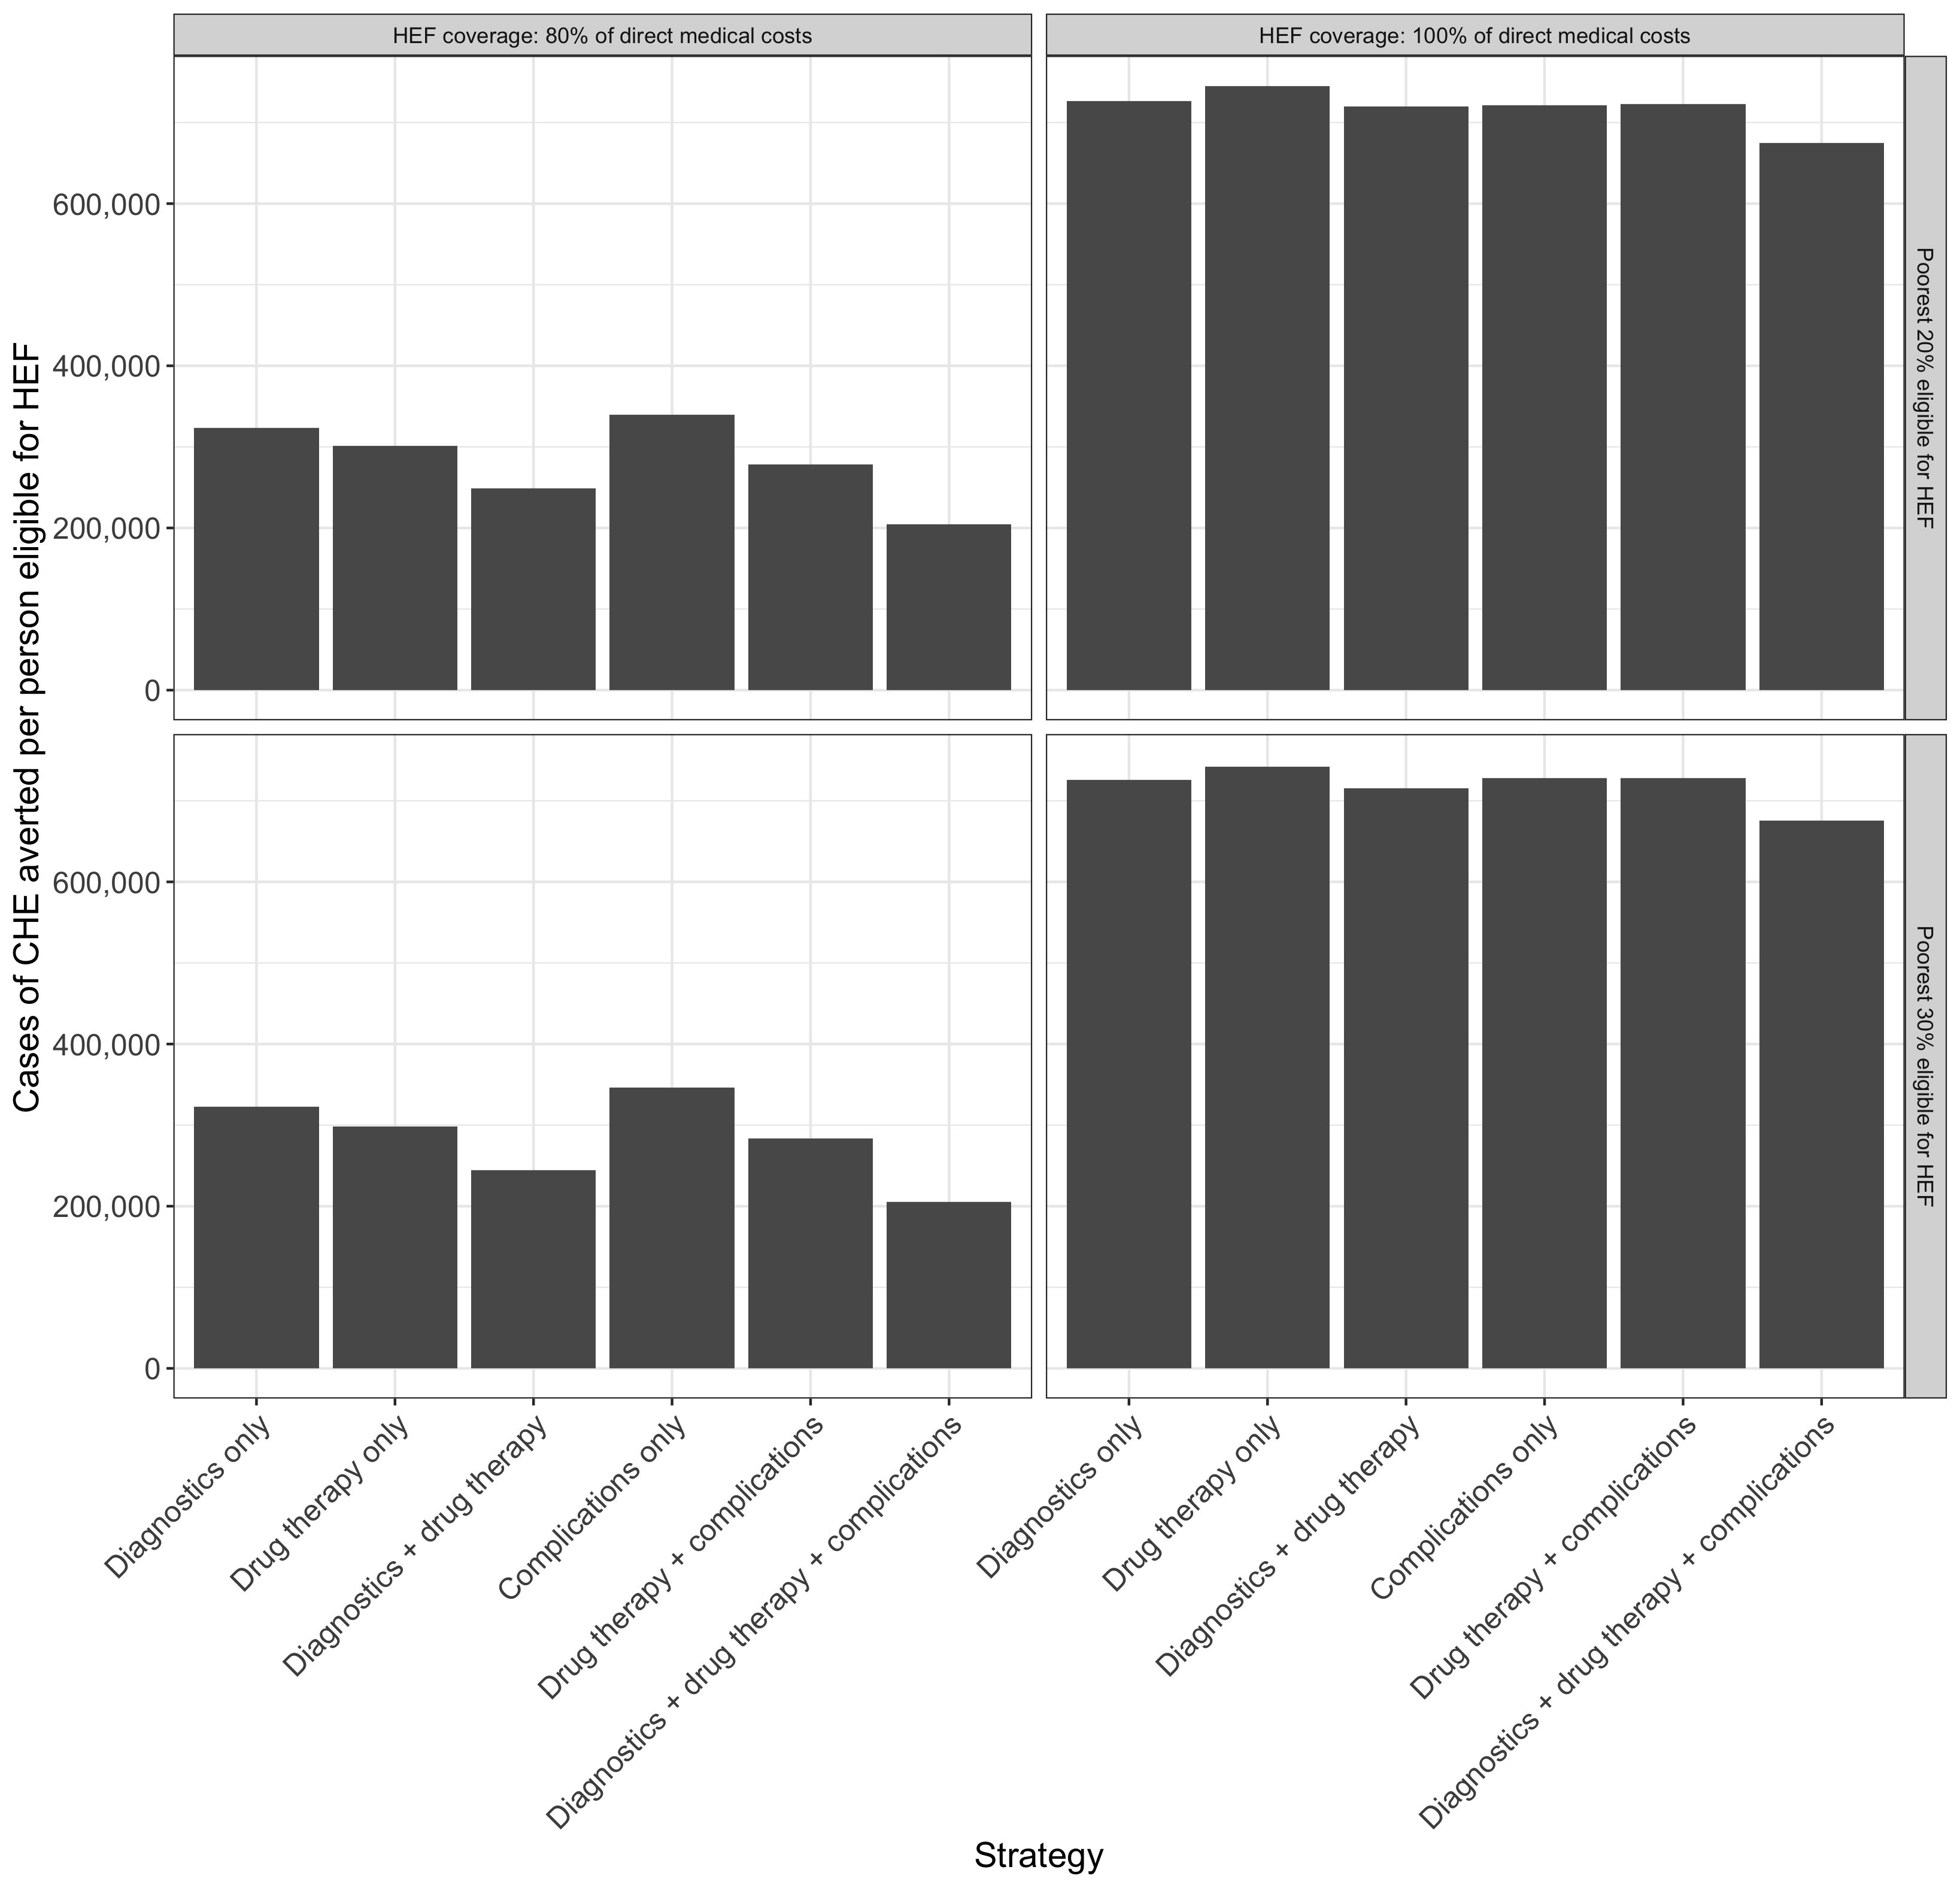 HEF coverage: 80% of direct medical costs
HEF coverage: 100% of direct medical costs
Cases of CHE averted per person eligible for HEF
600,000
400,000
200,000
0
Poorest 20% eligible for HEF
600,000
400,000
200,000
0
Poorest 30% eligible for HEF
Diagnostics only
Drug therapy only
Diagnostics + drug therapy
Complications only
Drug therapy + complications
Diagnostics + drug therapy + complications
Diagnostics only
Drug therapy only
Diagnostics + drug therapy
Complications only
Drug therapy + complications
Diagnostics + drug therapy + complications
Strategy